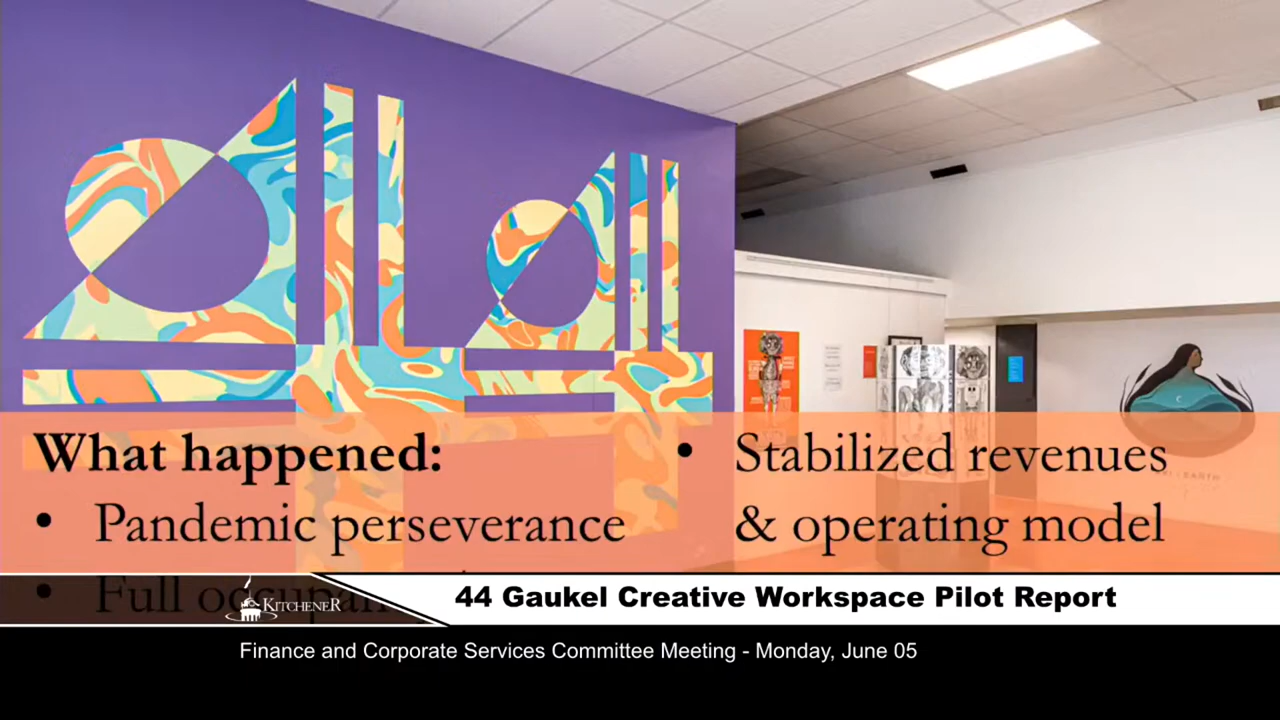 What happened:
• Pandemic perseverance
• Full
• Stabilized revenues
& operating model
KITCHENER
44 Gaukel Creative Workspace Pilot Report
Finance and Corporate Services Committee Meeting - Monday, June 05